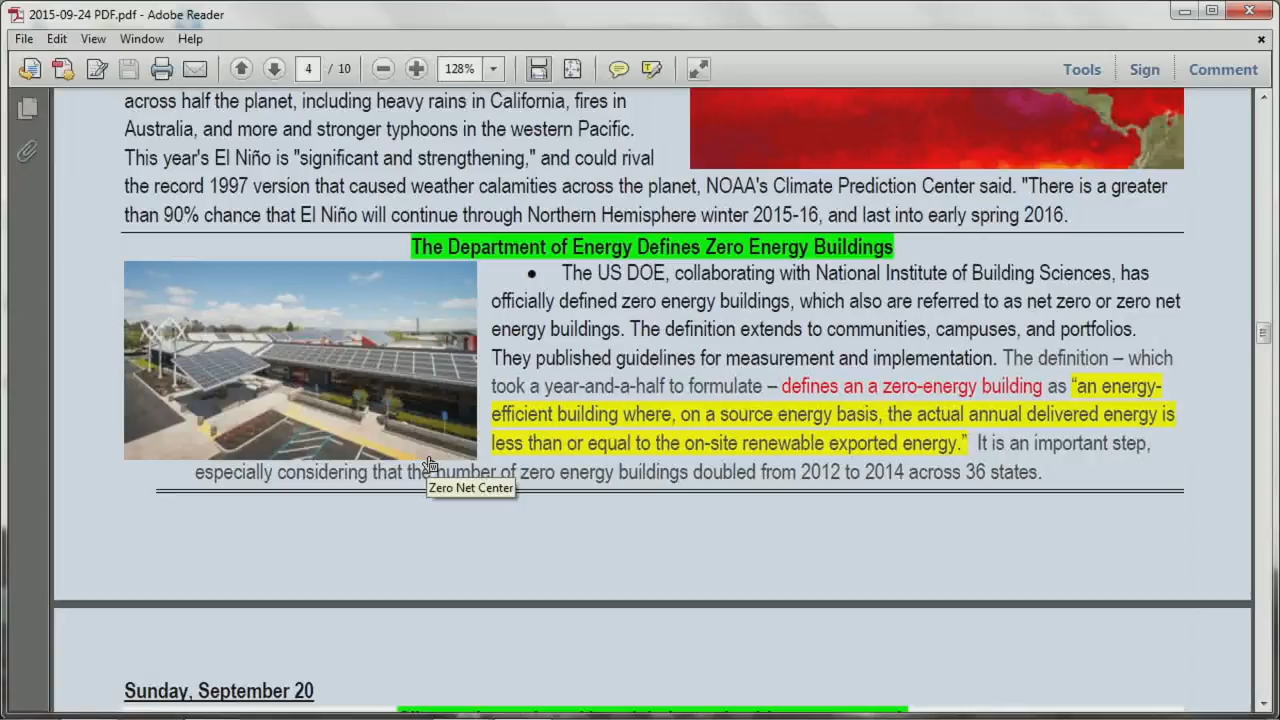 2015-09-24 PDF.pdf - Adobe Reader
File Edit View Window Help
4 / 10 128% Tools Sign Comment
across half the planet, including heavy rains in California, fires in
Australia, and more and stronger typhoons in the western Pacific.
This year's El Niño is "significant and strengthening," and could rival
the record 1997 version that caused weather calamities across the planet, NOAA's Climate Prediction Center said. "There is a greater
than 90% chance that El Niño will continue through Northern Hemisphere winter 2015-16, and last into early spring 2016.
The Department of Energy Defines Zero Energy Buildings
● The US DOE, collaborating with National Institute of Building Sciences, has
officially defined zero energy buildings, which also are referred to as net zero or zero net
energy buildings. The definition extends to communities, campuses, and portfolios.
They published guidelines for measurement and implementation. The definition – which
took a year-and-a-half to formulate – defines an a zero-energy building as “an energy-
efficient building where, on a source energy basis, the actual annual delivered energy is
less than or equal to the on-site renewable exported energy.” It is an important step,
especially considering that the number of zero energy buildings doubled from 2012 to 2014 across 36 states.
Zero Net Center
Sunday, September 20